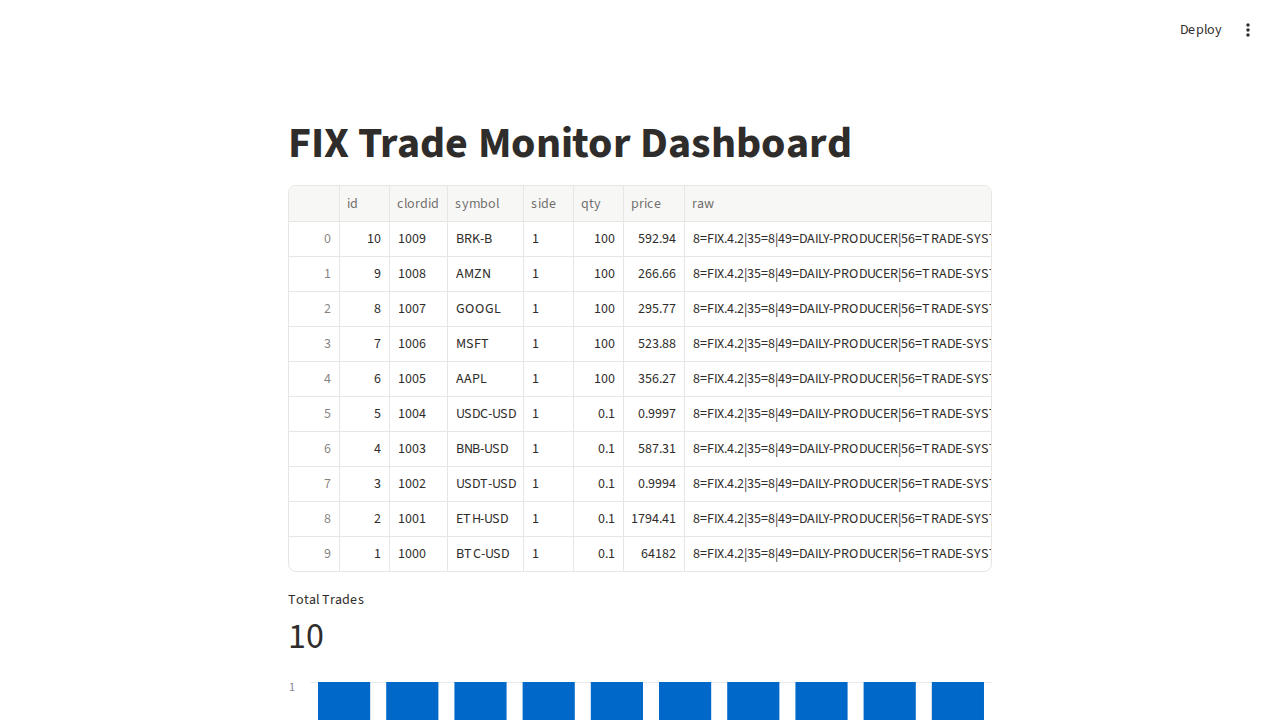 Deploy
FIX Trade Monitor Dashboard
id clordid symbol side qty price raw
0 10 1009 BRK-B 1 100 592.94 8=FIX.4.2|35=8|49=DAILY-PRODUCER|56=TRADE-SYST
1 9 1008 AMZN 1 100 266.66 8=FIX.4.2|35=8|49=DAILY-PRODUCER|56=TRADE-SYST
2 8 1007 GOOGL 1 100 295.77 8=FIX.4.2|35=8|49=DAILY-PRODUCER|56=TRADE-SYST
3 7 1006 MSFT 1 100 523.88 8=FIX.4.2|35=8|49=DAILY-PRODUCER|56=TRADE-SYST
4 6 1005 AAPL 1 100 356.27 8=FIX.4.2|35=8|49=DAILY-PRODUCER|56=TRADE-SYST
5 5 1004 USDC-USD 1 0.1 0.9997 8=FIX.4.2|35=8|49=DAILY-PRODUCER|56=TRADE-SYST
6 4 1003 BNB-USD 1 0.1 587.31 8=FIX.4.2|35=8|49=DAILY-PRODUCER|56=TRADE-SYST
7 3 1002 USDT-USD 1 0.1 0.9994 8=FIX.4.2|35=8|49=DAILY-PRODUCER|56=TRADE-SYST
8 2 1001 ETH-USD 1 0.1 1794.41 8=FIX.4.2|35=8|49=DAILY-PRODUCER|56=TRADE-SYST
9 1 1000 BTC-USD 1 0.1 64182 8=FIX.4.2|35=8|49=DAILY-PRODUCER|56=TRADE-SYST
Total Trades
10
1